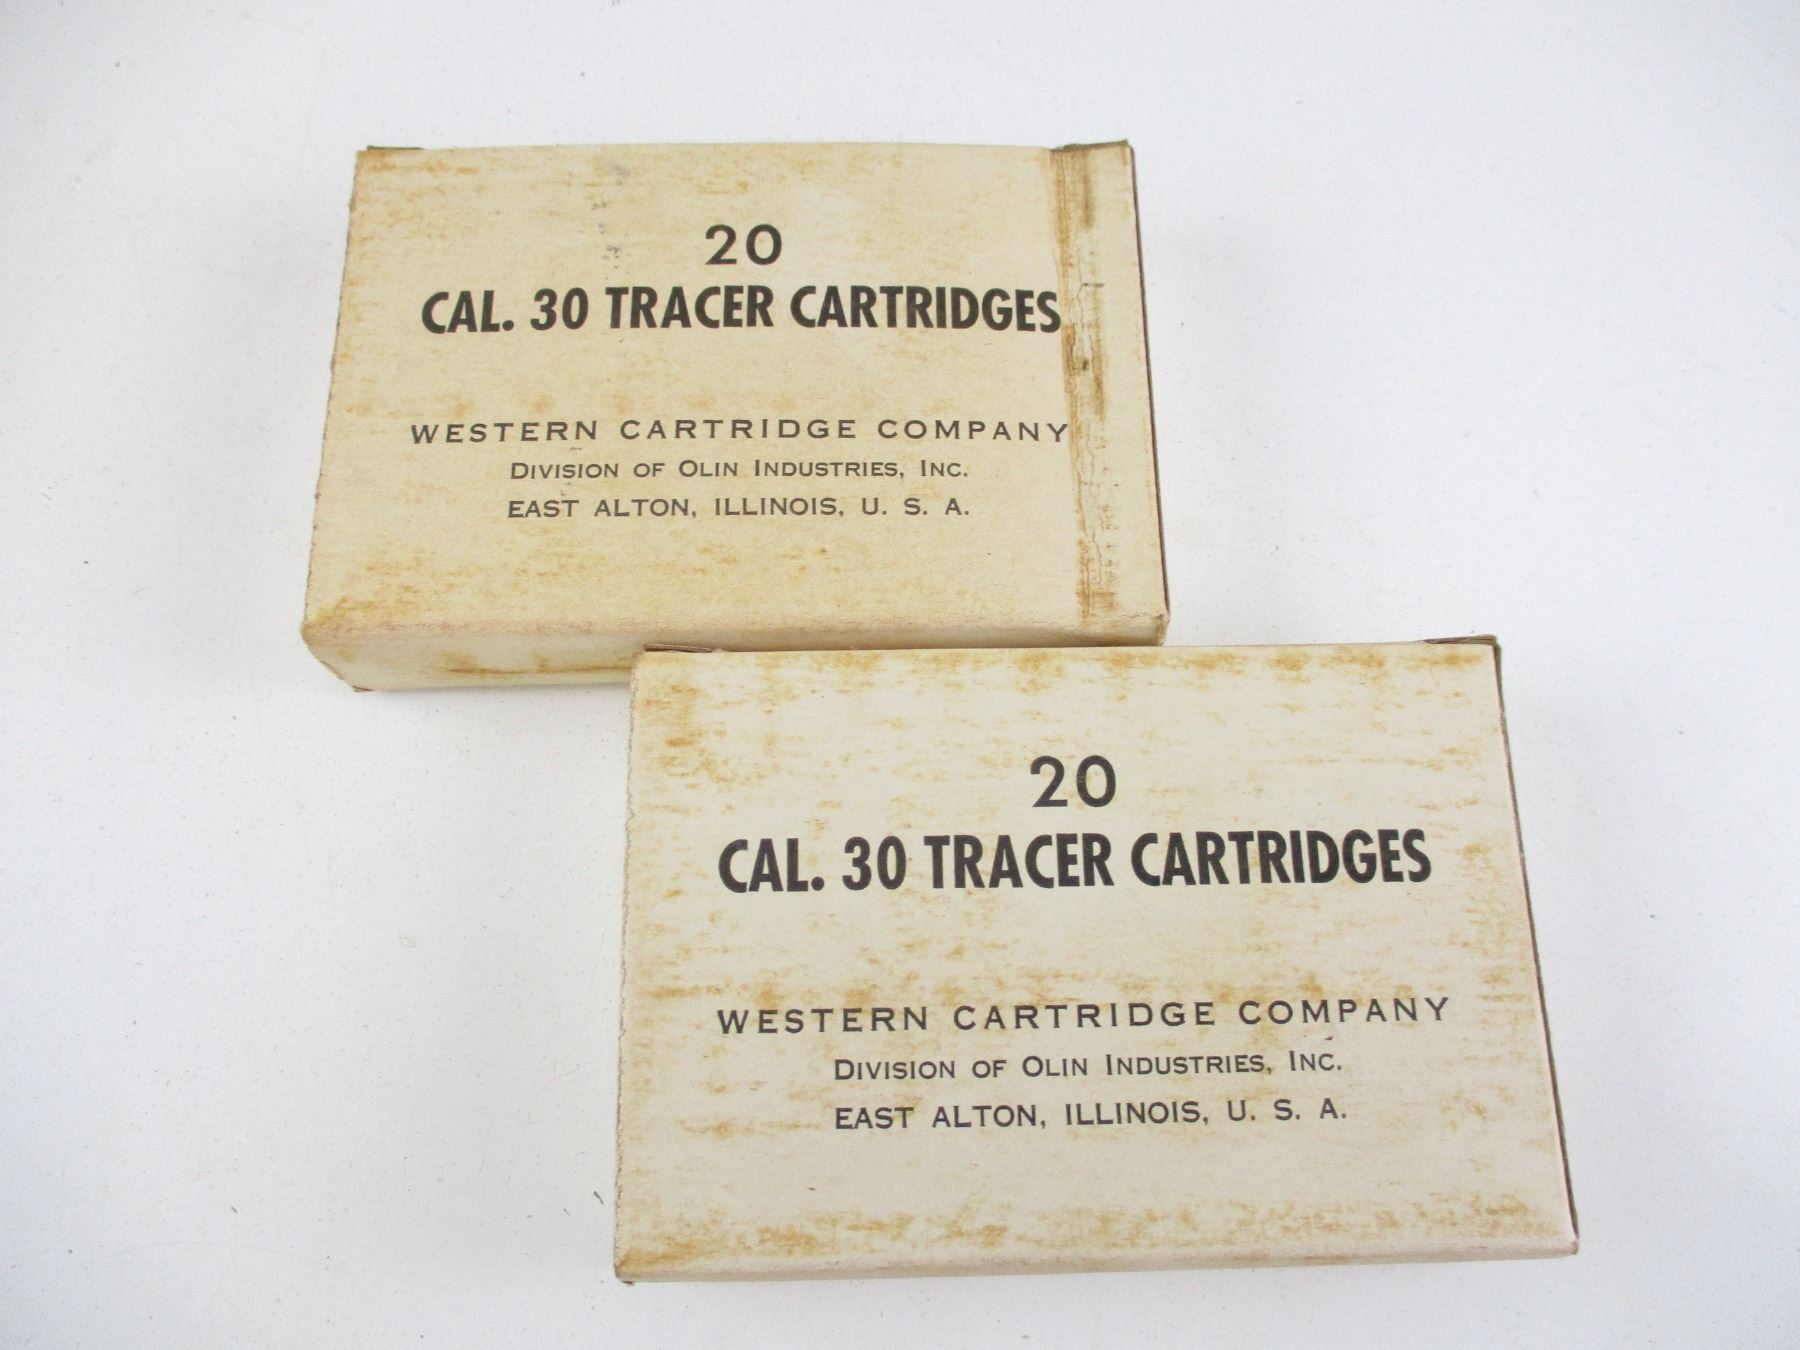 20
CAL. 30 TRACER CARTRIDGES
WESTERN CARTRIDGE COMPANY
DIVISION OF OLIN INDUSTRIES, INC.
EAST ALTON, ILLINOIS, U. S. A.
20
CAL. 30 TRACER CARTRIDGES
WESTERN CARTRIDGE COMPANY
DIVISION OF OLIN INDUSTRIES, INC.
EAST ALTON, ILLINOIS, U. S. A.